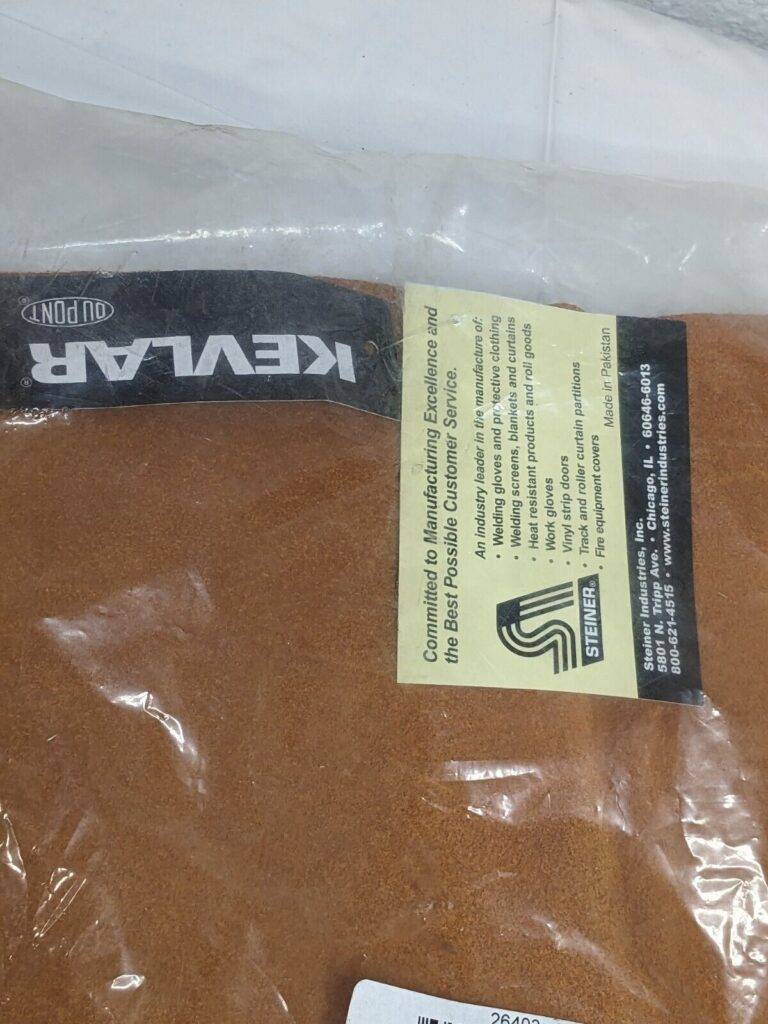 DU PONT®
KEVLAR®
Committed to Manufacturing Excellence and
the Best Possible Customer Service.
An industry leader in the manufacture of:
• Welding gloves and protective clothing
• Welding screens, blankets and curtains
• Heat resistant products and roll goods
• Work gloves
• Vinyl strip doors
• Track and roller curtain partitions
• Fire equipment covers
Made in Pakistan
STEINER®
Steiner Industries, Inc.
5801 N. Tripp Ave. • Chicago, IL • 60646-6013
800-621-4515 • www.steinerindustries.com